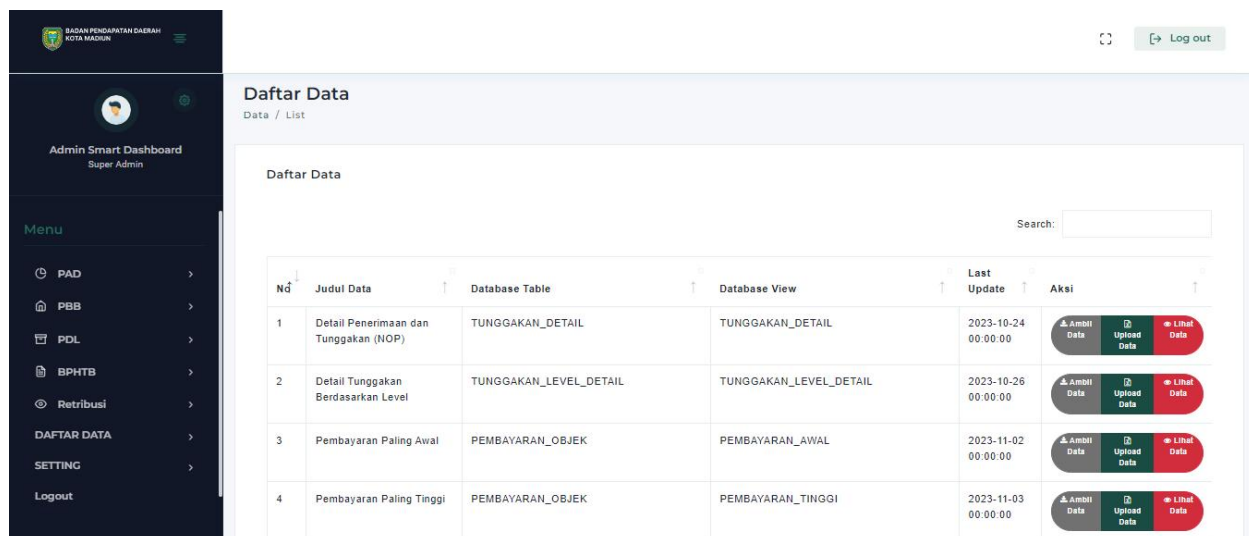 BADAN PENDAPATAN DAERAH
KOTA MADIUN
Log out
Admin Smart Dashboard
Super Admin
Menu
PAD
PBB
PDL
BPHTB
Retribusi
DAFTAR DATA
SETTING
Logout
Daftar Data
Data / List
Daftar Data
Search:
No Judul Data Database Table Database View Last Update Aksi
1 Detail Penerimaan dan TUNGGAKAN_DETAIL TUNGGAKAN_DETAIL 2023-10-24 Ambil Data Upload Data Lihat Data
Tunggakan (NOP) 00:00:00
2 Detail Tunggakan TUNGGAKAN_LEVEL_DETAIL TUNGGAKAN_LEVEL_DETAIL 2023-10-26 Ambil Data Upload Data Lihat Data
Berdasarkan Level 00:00:00
3 Pembayaran Paling Awal PEMBAYARAN_OBJEK PEMBAYARAN_AWAL 2023-11-02 Ambil Data Upload Data Lihat Data
00:00:00
4 Pembayaran Paling Tinggi PEMBAYARAN_OBJEK PEMBAYARAN_TINGGI 2023-11-03 Ambil Data Upload Data Lihat Data
00:00:00